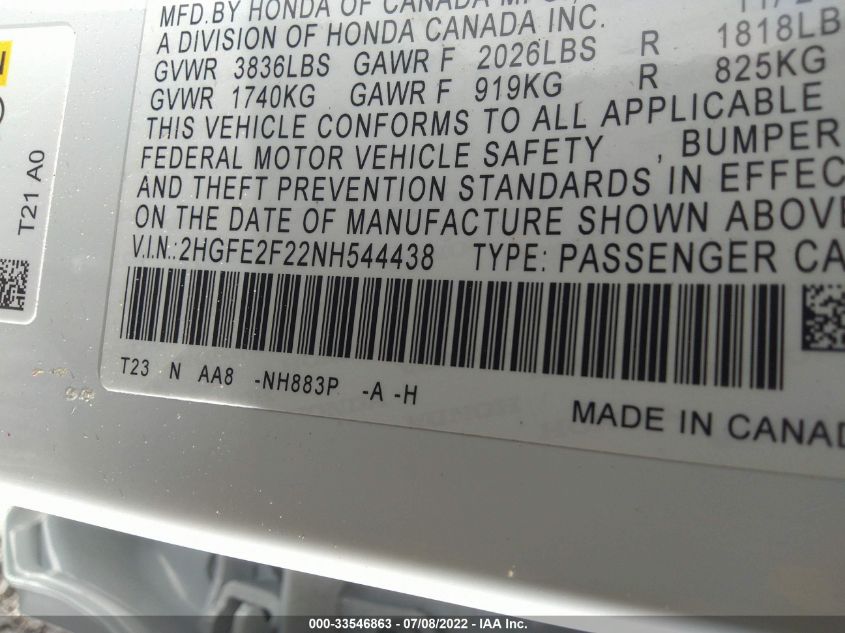 MFD.BY HONDA OF CANADA MFG.,
A DIVISION OF HONDA CANADA INC.
GVWR 3836LBS GAWR F 2026LBS R 1818LB
GVWR 1740KG GAWR F 919KG R 825KG
THIS VEHICLE CONFORMS TO ALL APPLICABLE
FEDERAL MOTOR VEHICLE SAFETY , BUMPER
AND THEFT PREVENTION STANDARDS IN EFFEC
ON THE DATE OF MANUFACTURE SHOWN ABOVE
V.I.N.:2HGFE2F22NH544438 TYPE: PASSENGER CA
T23 N AA8 -NH883P -A -H
MADE IN CANAD
T21 A0
000-33546863 - 07/08/2022 - IAA Inc.